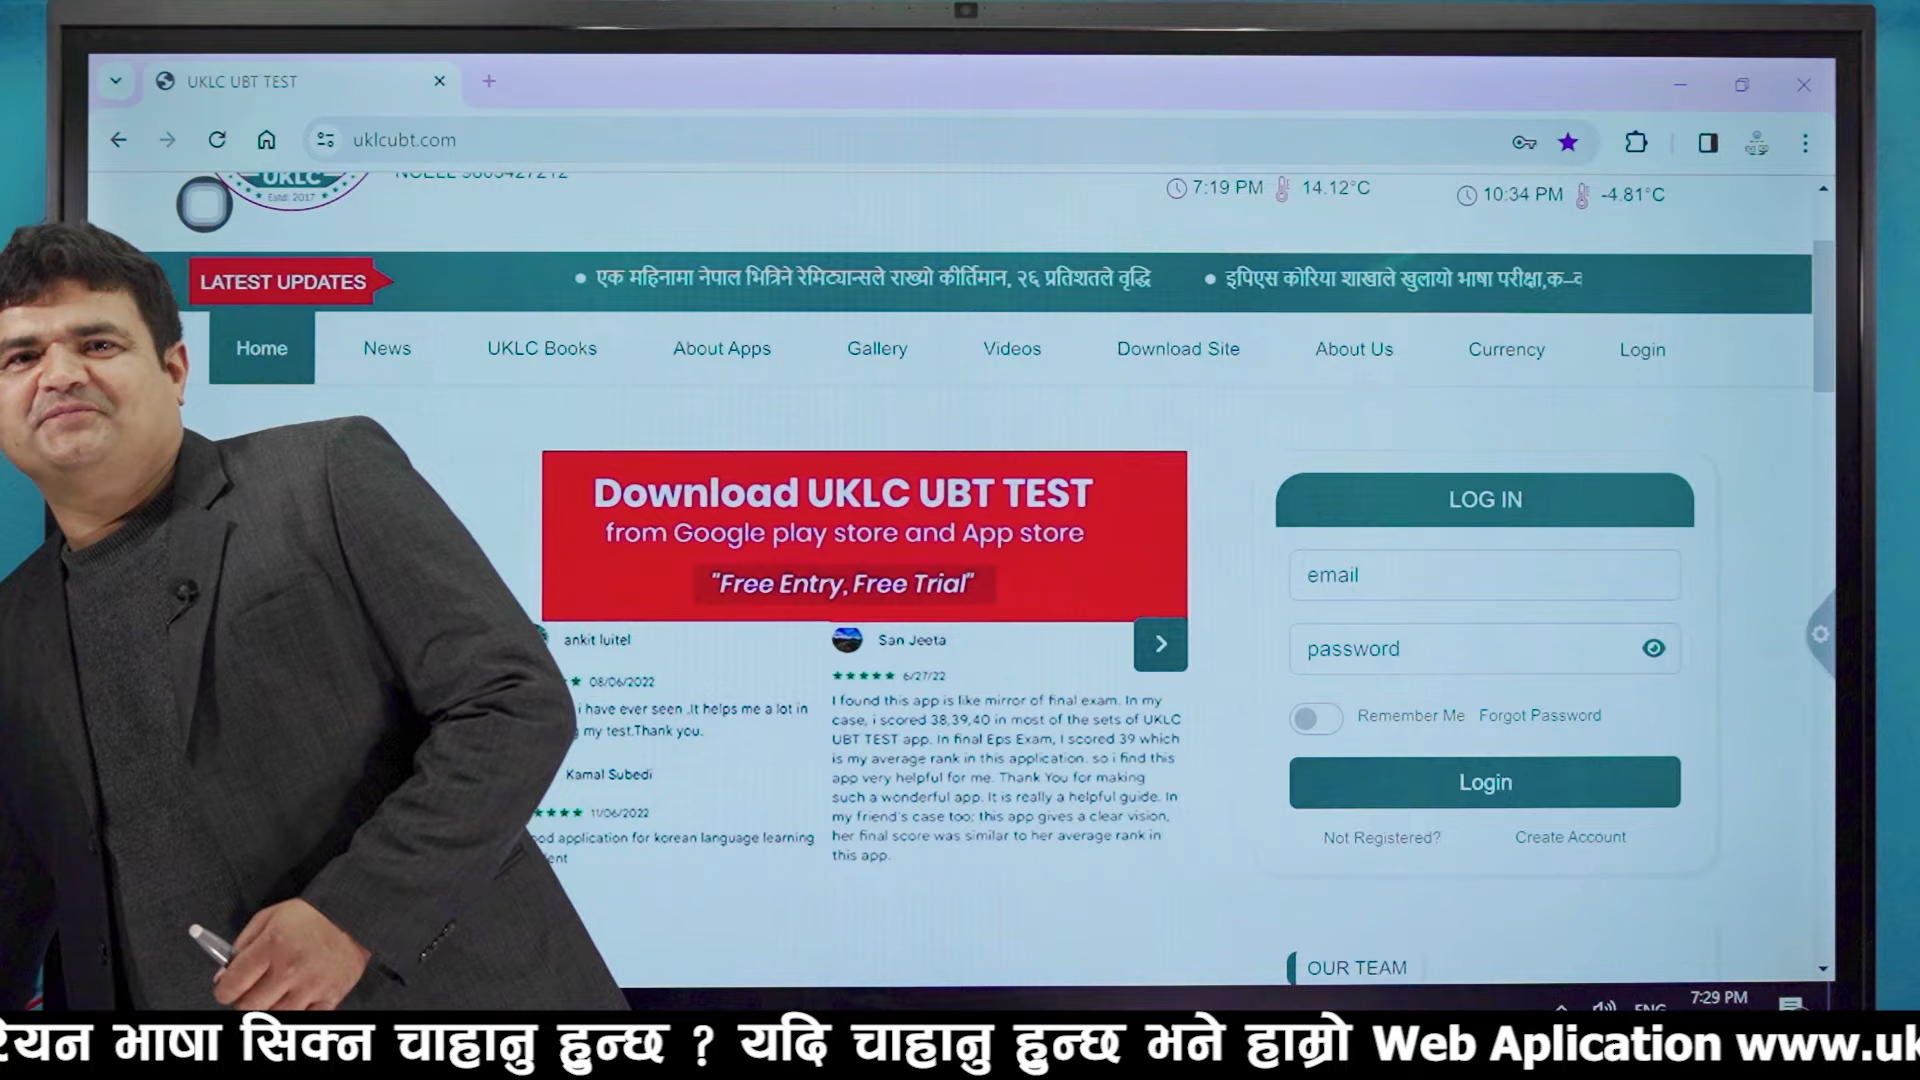 UKLC UBT TEST
uklcubt.com
UKLC
Estd: 2017
NOELL 9863427212
7:19 PM 14.12°C
10:34 PM -4.81°C
LATEST UPDATES
● एक महिनामा नेपाल भित्रिने रेमिट्यान्सले राख्यो कीर्तिमान, २६ प्रतिशतले वृद्धि
● इपिएस कोरिया शाखाले खुलायो भाषा परीक्षा,क–व
Home News UKLC Books About Apps Gallery Videos Download Site About Us Currency Login
Download UKLC UBT TEST
from Google play store and App store
"Free Entry, Free Trial"
ankit luitel
★ 08/06/2022
i have ever seen .It helps me a lot in
my test.Thank you.
Kamal Subedi
★★★★ 11/06/2022
application for korean language learning
San Jeeta
★★★★★ 6/27/22
I found this app is like mirror of final exam. In my
case, i scored 38,39,40 in most of the sets of UKLC
UBT TEST app. In final Eps Exam, I scored 39 which
is my average rank in this application. so i find this
app very helpful for me. Thank You for making
such a wonderful app. It is really a helpful guide. In
my friend's case too; this app gives a clear vision,
her final score was similar to her average rank in
this app.
LOG IN
email
password
Remember Me Forgot Password
Login
Not Registered? Create Account
OUR TEAM
ENG
7:29 PM
रियन भाषा सिक्न चाहानु हुन्छ ? यदि चाहानु हुन्छ भने हाम्रो Web Aplication www.uk